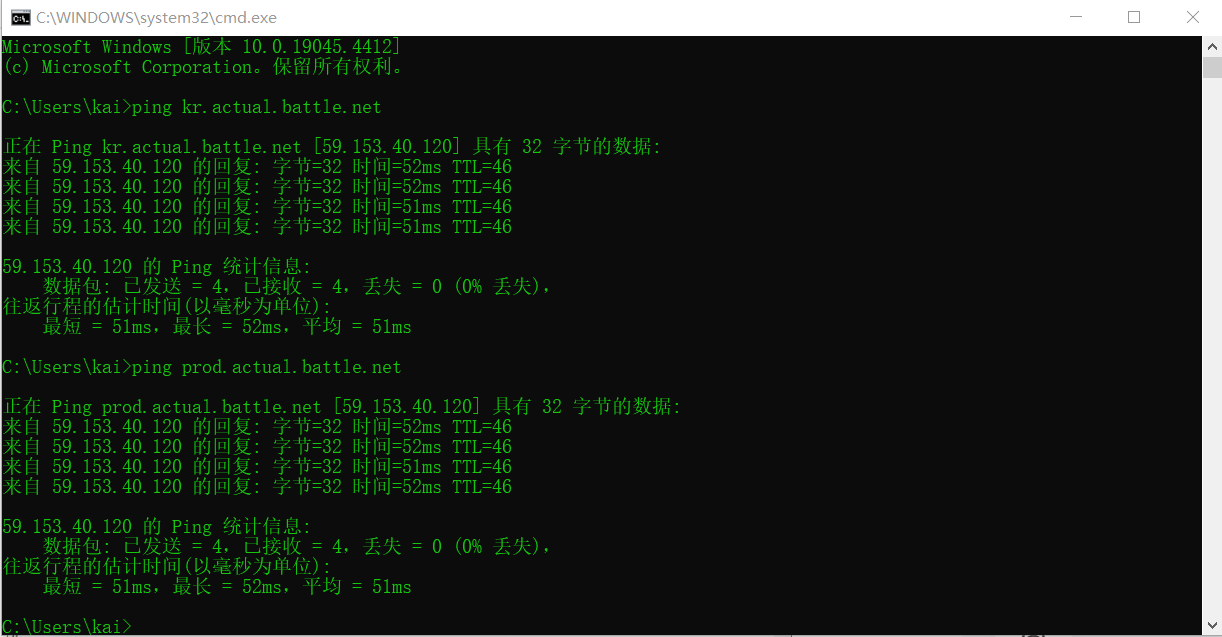 C:\WINDOWS\system32\cmd.exe
Microsoft Windows [版本 10.0.19045.4412]
(c) Microsoft Corporation。保留所有权利。
C:\Users\kai>ping kr.actual.battle.net
正在 Ping kr.actual.battle.net [59.153.40.120] 具有 32 字节的数据:
来自 59.153.40.120 的回复: 字节=32 时间=52ms TTL=46
来自 59.153.40.120 的回复: 字节=32 时间=52ms TTL=46
来自 59.153.40.120 的回复: 字节=32 时间=51ms TTL=46
来自 59.153.40.120 的回复: 字节=32 时间=51ms TTL=46
59.153.40.120 的 Ping 统计信息:
数据包: 已发送 = 4，已接收 = 4，丢失 = 0 (0% 丢失)，
往返行程的估计时间(以毫秒为单位):
最短 = 51ms，最长 = 52ms，平均 = 51ms
C:\Users\kai>ping prod.actual.battle.net
正在 Ping prod.actual.battle.net [59.153.40.120] 具有 32 字节的数据:
来自 59.153.40.120 的回复: 字节=32 时间=52ms TTL=46
来自 59.153.40.120 的回复: 字节=32 时间=52ms TTL=46
来自 59.153.40.120 的回复: 字节=32 时间=51ms TTL=46
来自 59.153.40.120 的回复: 字节=32 时间=52ms TTL=46
59.153.40.120 的 Ping 统计信息:
数据包: 已发送 = 4，已接收 = 4，丢失 = 0 (0% 丢失)，
往返行程的估计时间(以毫秒为单位):
最短 = 51ms，最长 = 52ms，平均 = 51ms
C:\Users\kai>